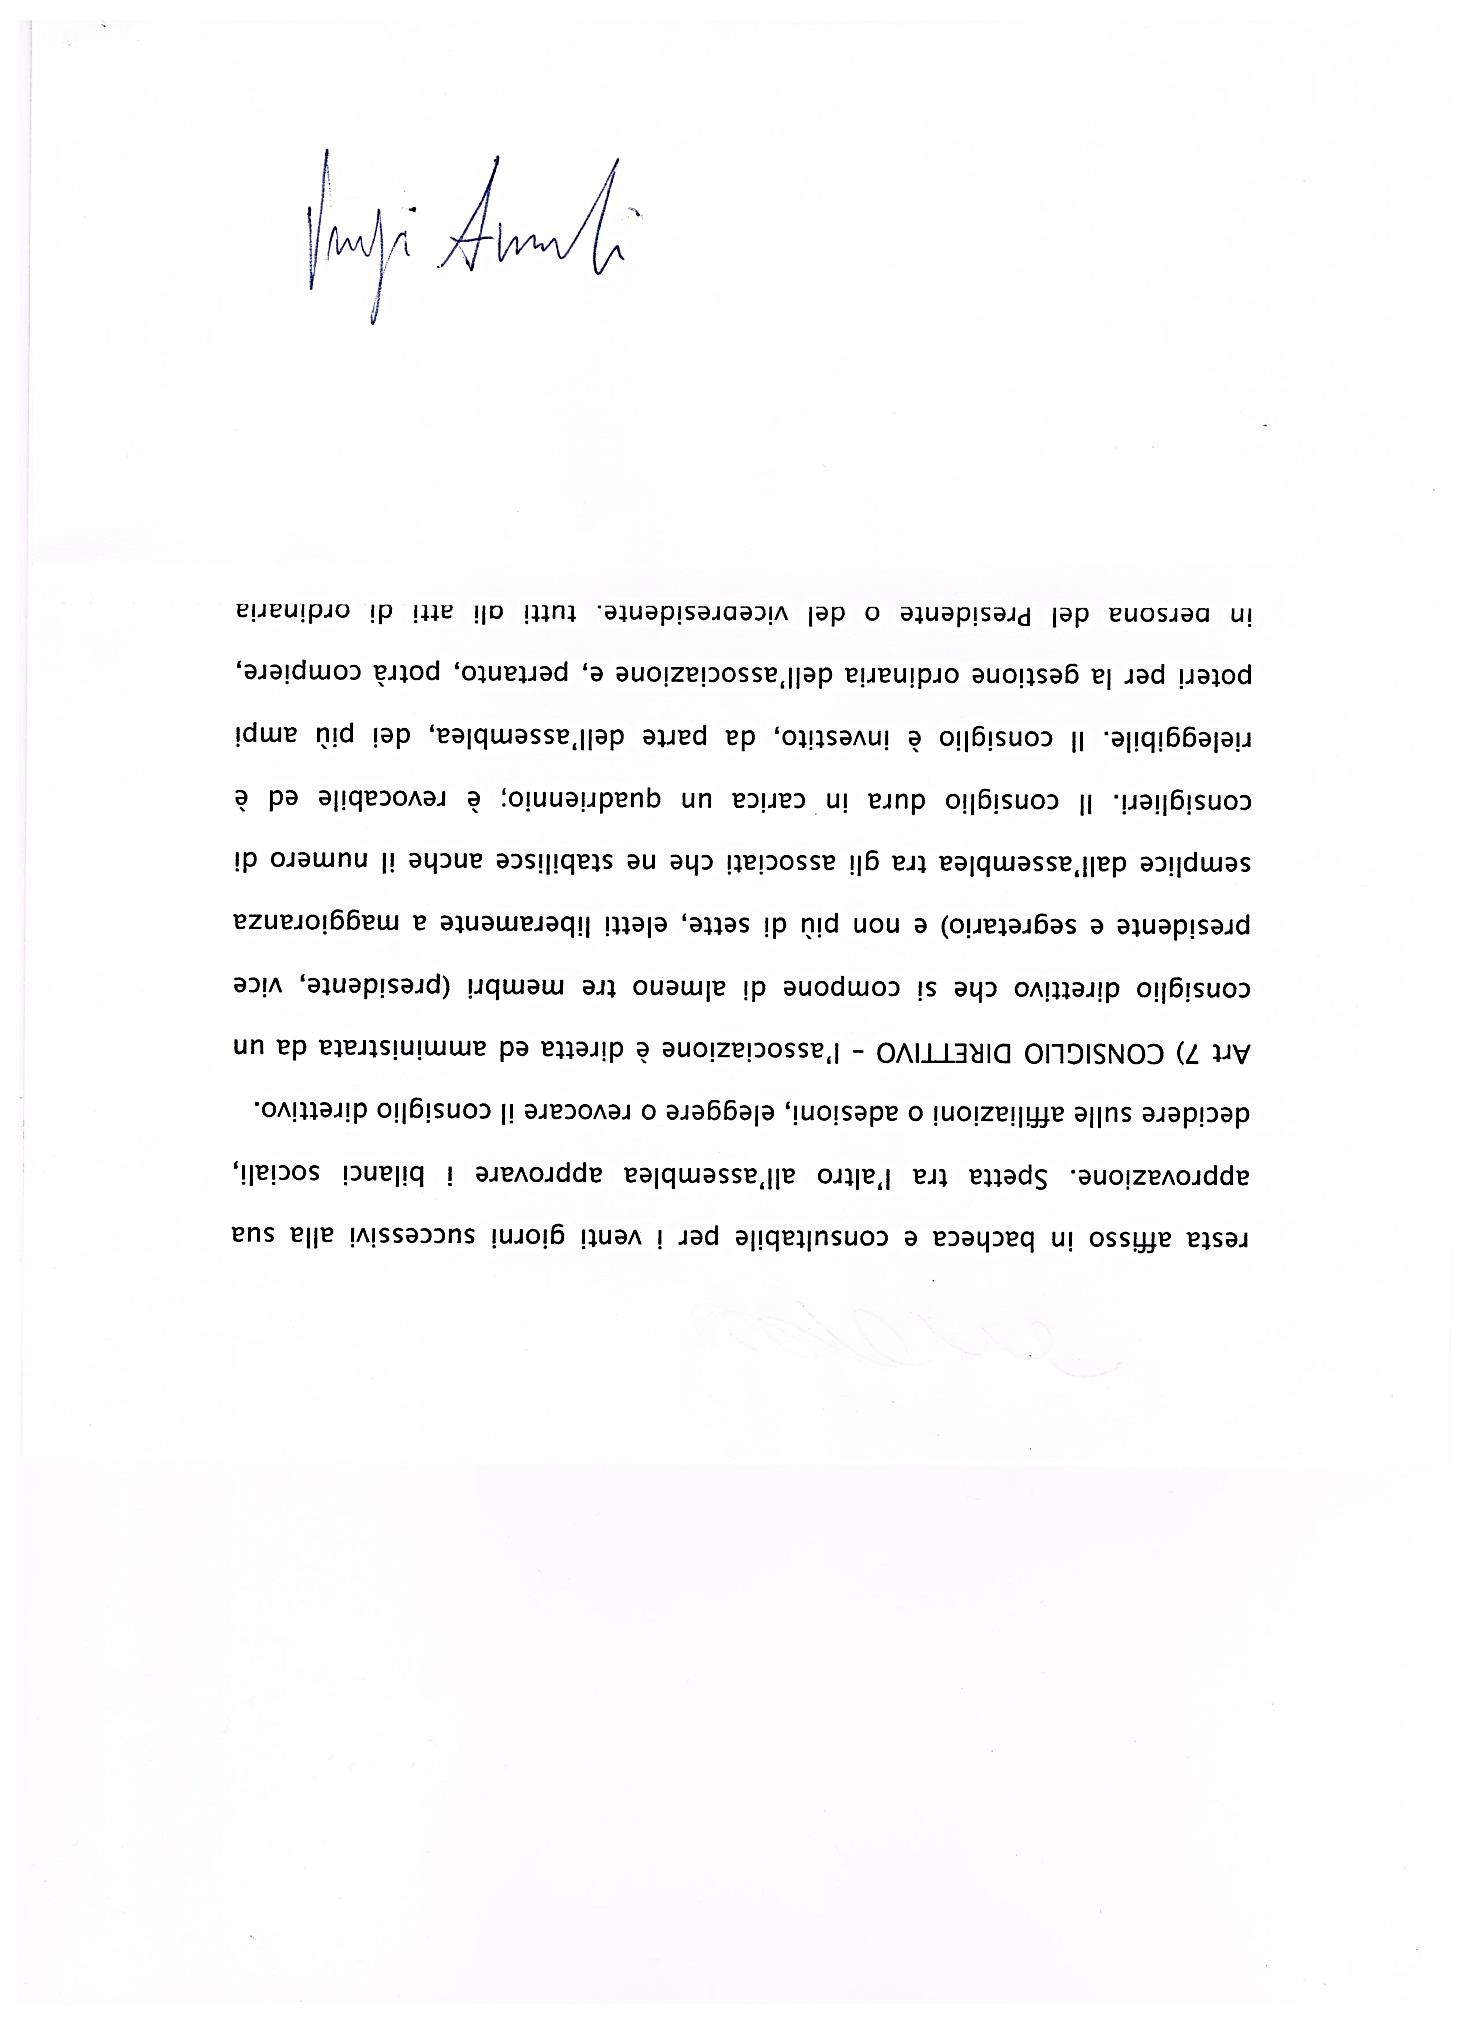 resta affisso in bacheca e consultabile per i venti giorni successivi alla sua
approvazione. Spetta tra l'altro all'assemblea approvare i bilanci sociali,
decidere sulle affiliazioni o adesioni, eleggere o revocare il consiglio direttivo.
Art 7) CONSIGLIO DIRETTIVO – l'associazione è diretta ed amministrata da un
consiglio direttivo che si compone di almeno tre membri (presidente, vice
presidente e segretario) e non più di sette, eletti liberamente a maggioranza
semplice dall'assemblea tra gli associati che ne stabilisce anche il numero di
consiglieri. Il consiglio dura in carica un quadriennio; è revocabile ed è
rieleggibile. Il consiglio è investito, da parte dell'assemblea, dei più ampi
poteri per la gestione ordinaria dell'associazione e, pertanto, potrà compiere,
in persona del Presidente o del vicepresidente, tutti gli atti di ordinaria